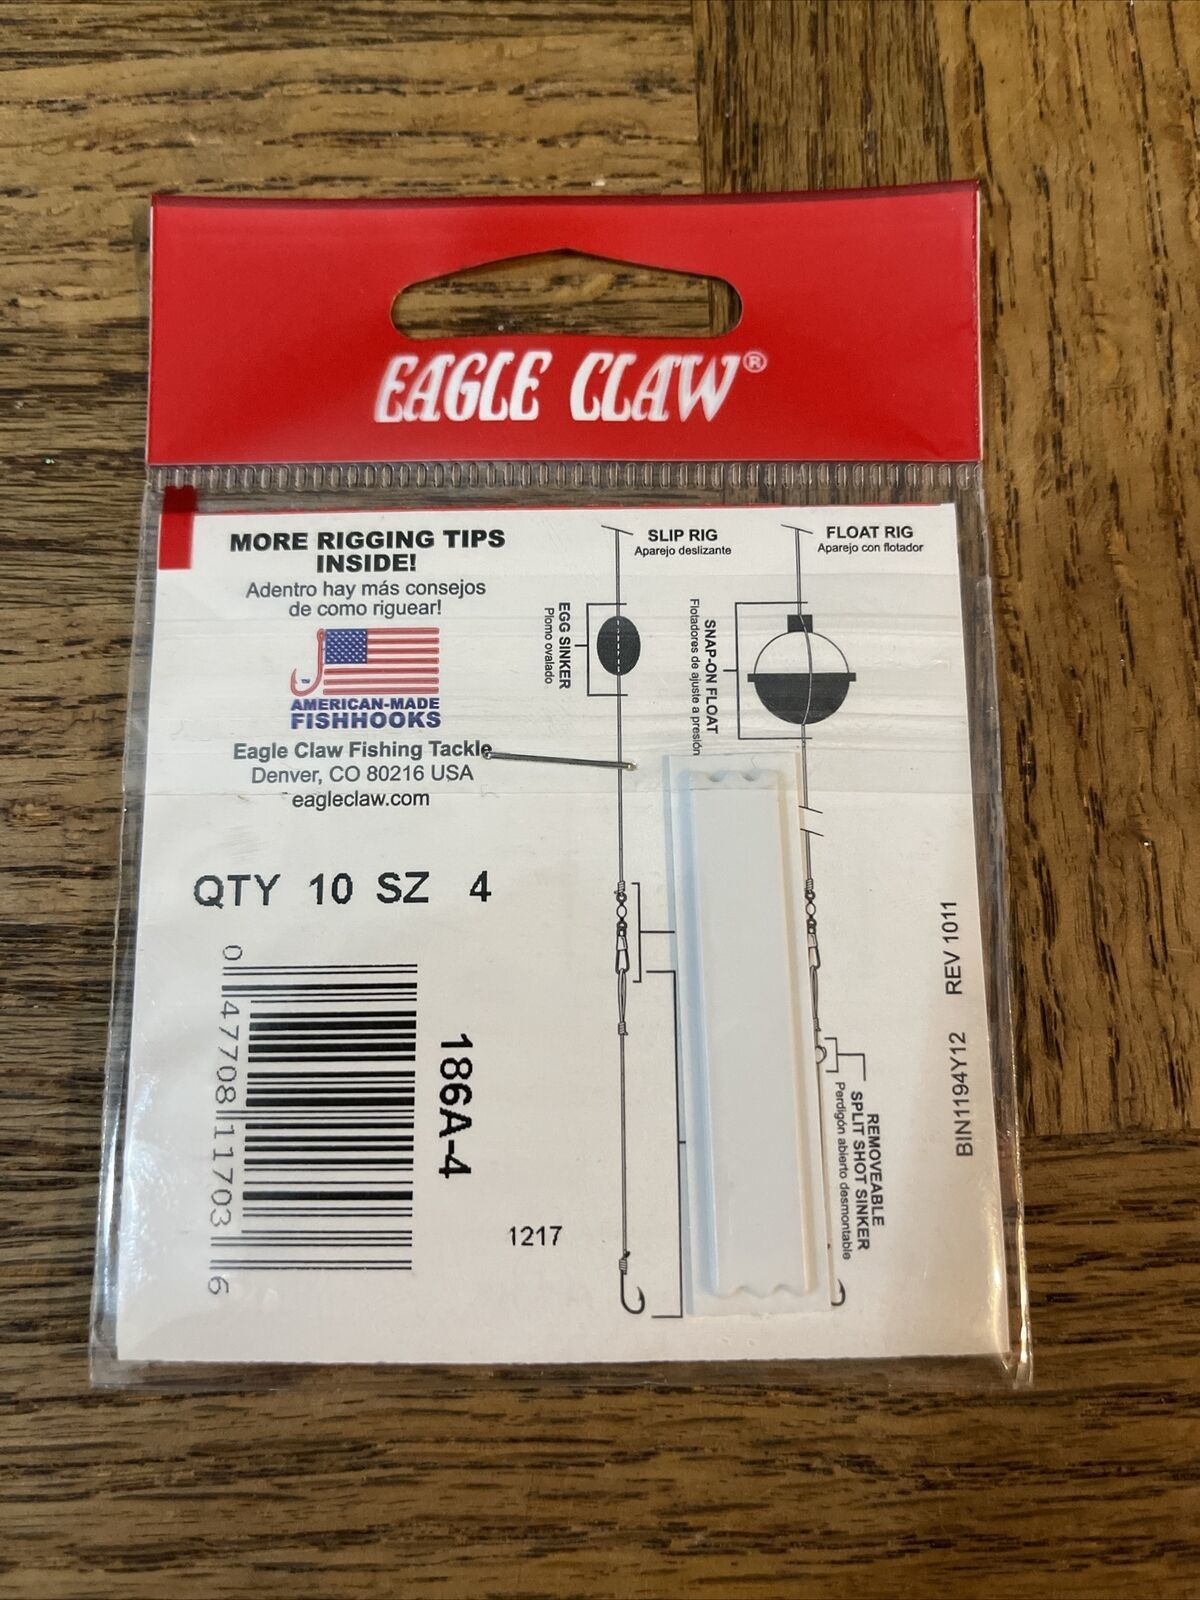 EAGLE CLAW®
MORE RIGGING TIPS
INSIDE!
Adentro hay más consejos
de como riguear!
AMERICAN-MADE
FISHHOOKS
Eagle Claw Fishing Tackle
Denver, CO 80216 USA
eagleclaw.com
QTY 10 SZ 4
0 47708 11703 6
186A-4
1217
SLIP RIG
Aparejo deslizante
EGG SINKER
Plomo ovalado
FLOAT RIG
Aparejo con flotador
SNAP-ON FLOAT
Flotadores de ajuste a presión
REMOVEABLE
SPLIT SHOT SINKER
Perdigón abierto desmontable
BIN1194Y12 REV 1011